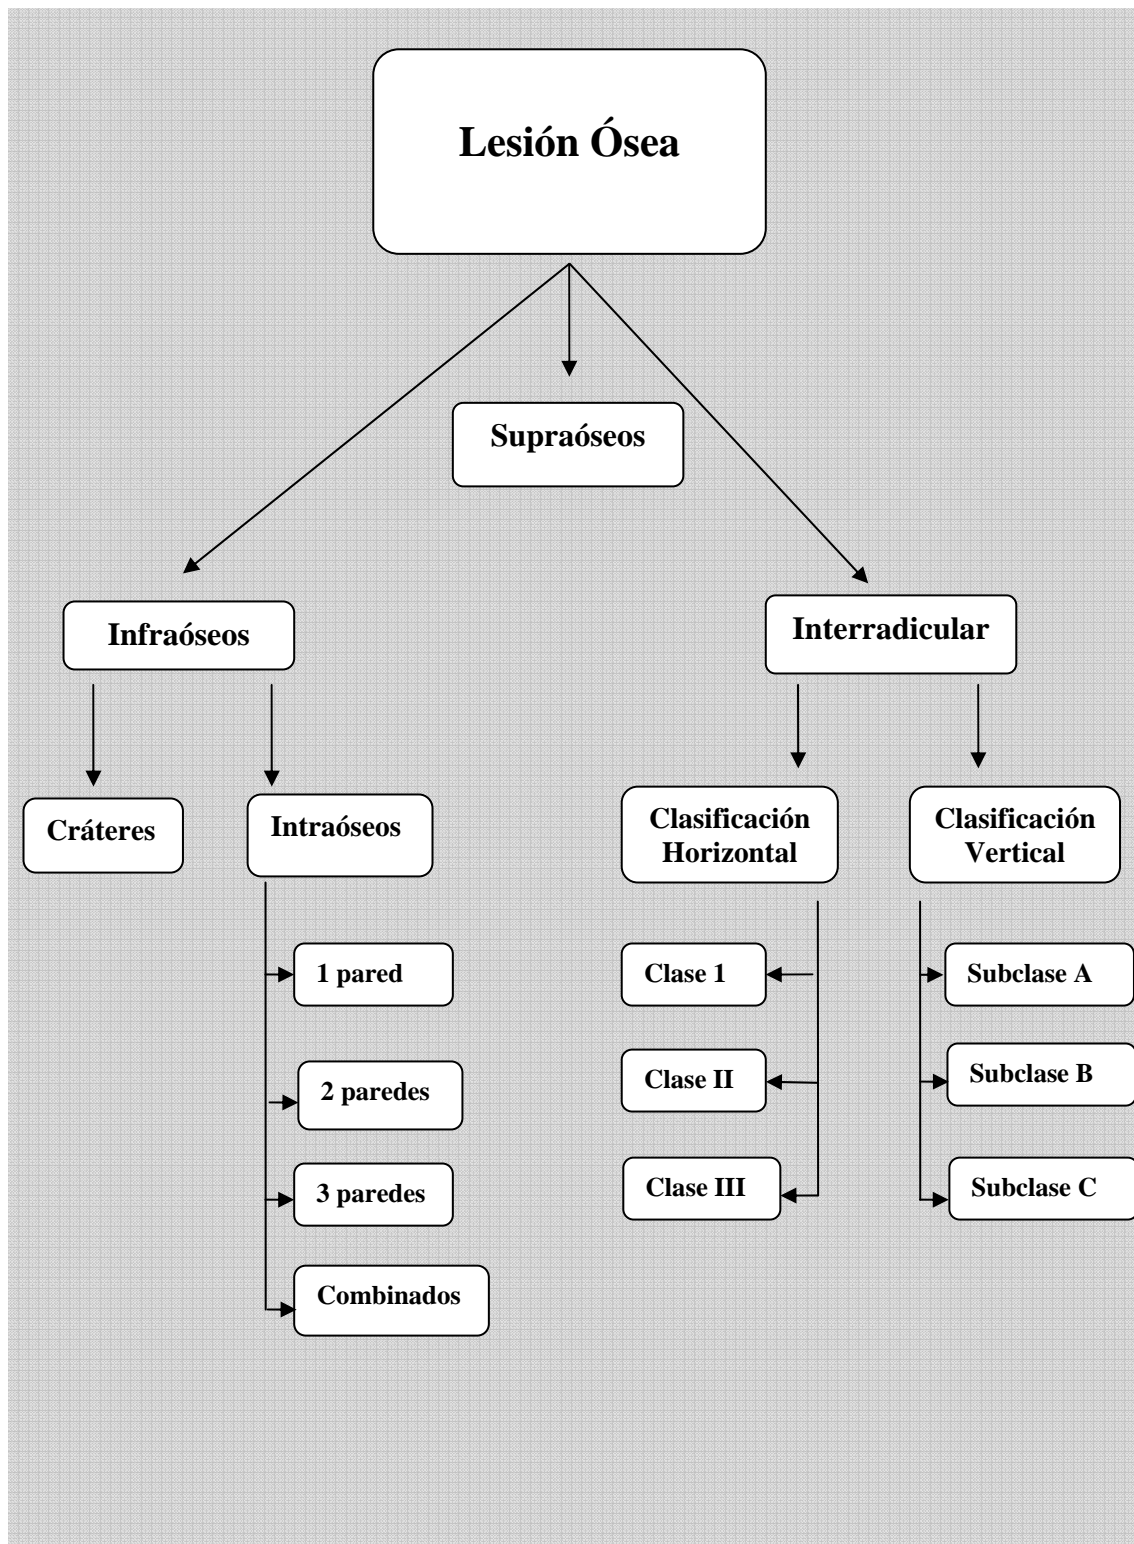 Lesión Ósea
Supraóseos
Infraóseos
Interradicular
Cráteres
Intraóseos
Clasificación
Horizontal
Clasificación
Vertical
1 pared
2 paredes
3 paredes
Combinados
Clase 1
Clase II
Clase III
Subclase A
Subclase B
Subclase C